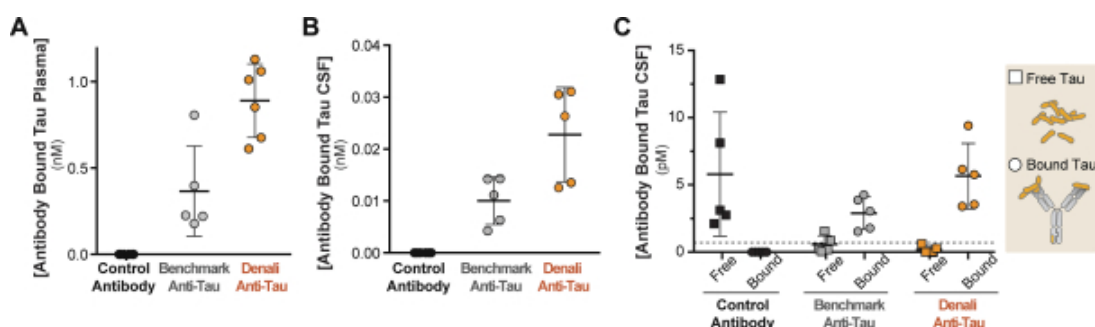 A
[Antibody Bound Tau Plasma]
(nM)
1.0
0.5
0.0
Control
Antibody
Benchmark
Anti-Tau
Denali
Anti-Tau
B
[Antibody Bound Tau CSF]
(nM)
0.04
0.03
0.02
0.01
0.00
Control
Antibody
Benchmark
Anti-Tau
Denali
Anti-Tau
C
[Antibody Bound Tau CSF]
(pM)
15
10
5
0
Free
Bound
Free
Bound
Free
Bound
Control
Antibody
Benchmark
Anti-Tau
Denali
Anti-Tau
Free Tau
Bound Tau